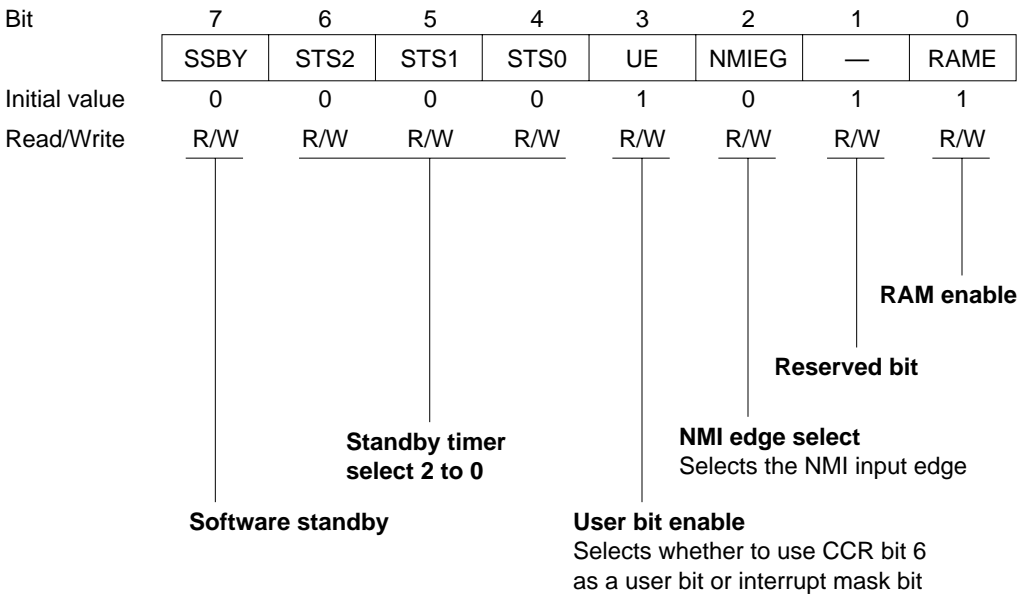 Bit 7 6 5 4 3 2 1 0
SSBY STS2 STS1 STS0 UE NMIEG — RAME
Initial value 0 0 0 0 1 0 1 1
Read/Write R/W R/W R/W R/W R/W R/W R/W R/W
RAM enable
Reserved bit
NMI edge select
Selects the NMI input edge
Standby timer
select 2 to 0
Software standby
User bit enable
Selects whether to use CCR bit 6
as a user bit or interrupt mask bit